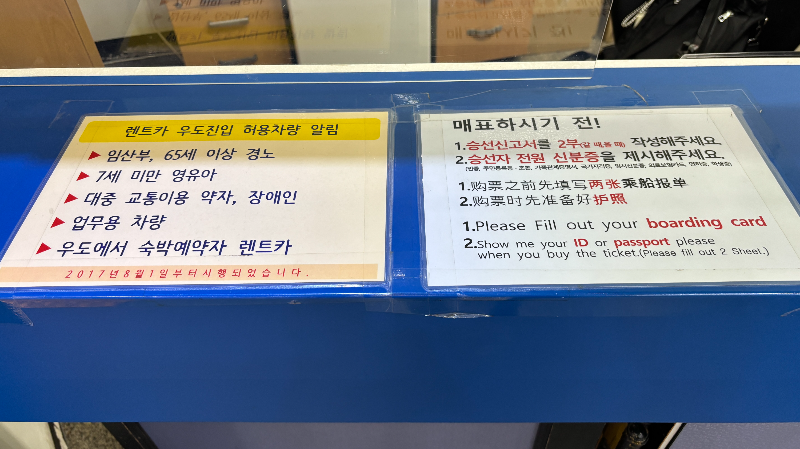 렌트카 우도진입 허용차량 알림
▶ 임산부, 65세 이상 경노
▶ 7세 미만 영유아
▶ 대중 교통이용 약자, 장애인
▶ 업무용 차량
▶ 우도에서 숙박예약자 렌트카
2017년8월1일부터시행되었습니다.
매표하시기 전!
1.승선신고서를 2부(갈 때,올 때) 작성해주세요.
2.승선자 전원 신분증을 제시해주세요.
1.购票之前先填写两张乘船报单
2.购票时先准备好护照
1.Please Fill out your boarding card
2.Show me your ID or passport please
when you buy the ticket.(Please fill out 2 Sheet.)